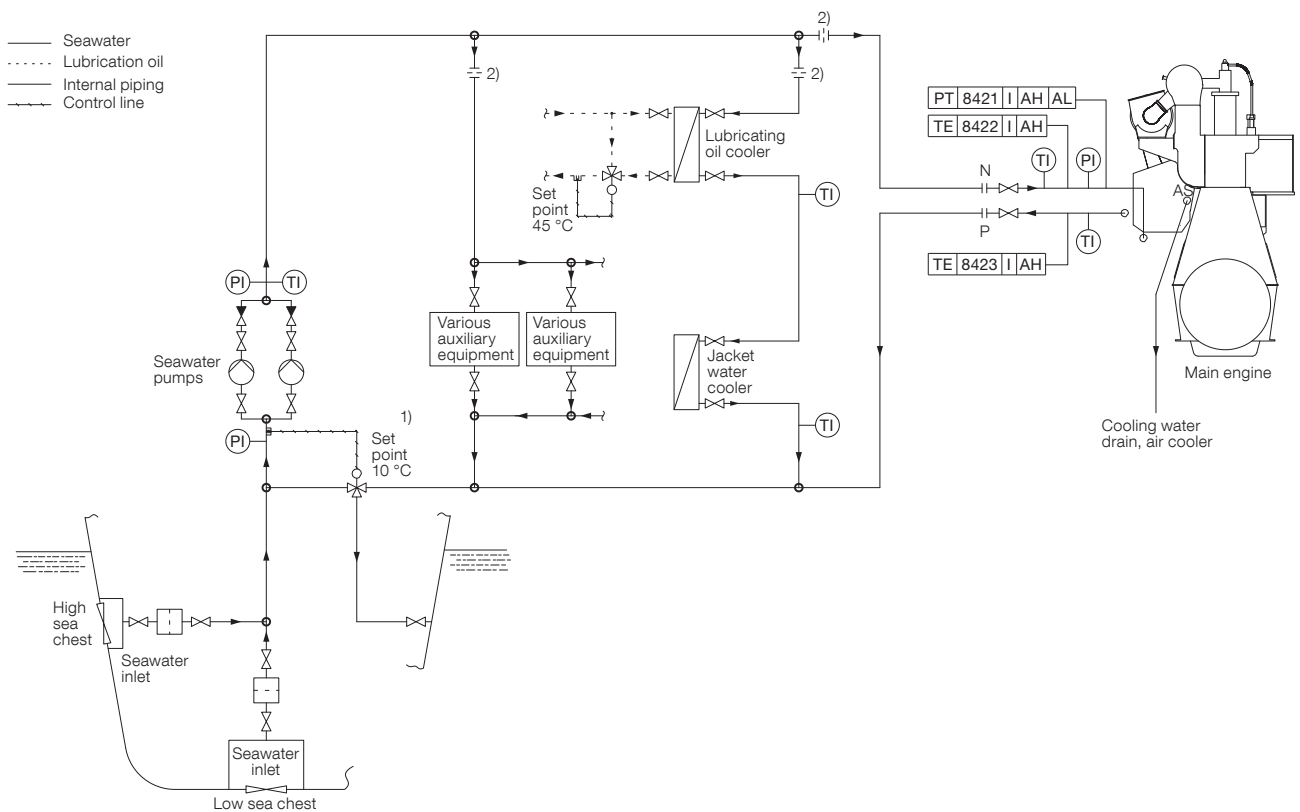 Seawater
Lubrication oil
Internal piping
Control line
2)
2)
2)
PT 8421 I AH AL
TE 8422 I AH
Lubricating
oil cooler
N
TI
PI
AS
Set
point
45 °C
TI
P
TI
TE 8423 I AH
PI
TI
Various
auxiliary
equipment
Various
auxiliary
equipment
Seawater
pumps
Jacket
water
cooler
Main engine
1)
PI
Set
point
10 °C
TI
Cooling water
drain, air cooler
High
sea
chest
Seawater
inlet
Seawater
inlet
Low sea chest